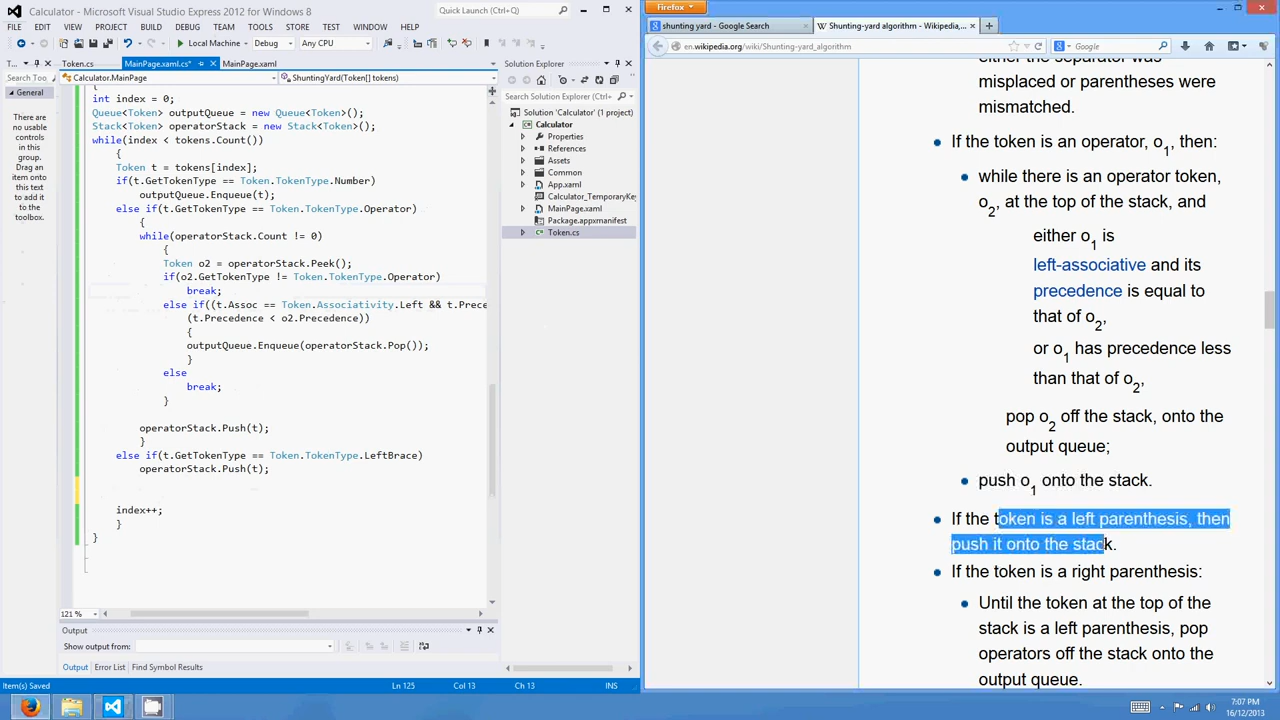 Calculator - Microsoft Visual Studio Express 2012 for Windows 8
Quick Launch (Ctrl+Q)
FILE EDIT VIEW PROJECT BUILD DEBUG TEAM TOOLS STORE TEST WINDOW HELP
Local Machine Debug Any CPU
To...
Token.cs MainPage.xaml.cs* MainPage.xaml
Search Too
General
There are
no usable
controls
in this
group.
Drag an
item onto
this text
to add it
to the
toolbox.
Calculator.MainPage ShuntingYard(Token[] tokens)
{
int index = 0;
Queue<Token> outputQueue = new Queue<Token>();
Stack<Token> operatorStack = new Stack<Token>();
while(index < tokens.Count())
{
Token t = tokens[index];
if(t.GetTokenType == Token.TokenType.Number)
outputQueue.Enqueue(t);
else if(t.GetTokenType == Token.TokenType.Operator)
{
while(operatorStack.Count != 0)
{
Token o2 = operatorStack.Peek();
if(o2.GetTokenType != Token.TokenType.Operator)
break;
else if((t.Assoc == Token.Associativity.Left && t.Prece
(t.Precedence < o2.Precedence))
{
outputQueue.Enqueue(operatorStack.Pop());
}
else
break;
}
operatorStack.Push(t);
}
else if(t.GetTokenType == Token.TokenType.LeftBrace)
operatorStack.Push(t);
index++;
}
}
121 %
Output
Show output from:
Output Error List Find Symbol Results
Item(s) Saved Ln 125 Col 13 Ch 13 INS
Solution Explorer
Search Solution Explorer (Ctrl+
Solution 'Calculator' (1 project)
Calculator
Properties
References
Assets
Common
App.xaml
Calculator_TemporaryKe
MainPage.xaml
Package.appxmanifest
Token.cs
Firefox
shunting yard - Google Search
Shunting-yard algorithm - Wikipedia,...
en.wikipedia.org/wiki/Shunting-yard_algorithm
Google
either the separator was
misplaced or parentheses were
mismatched.
If the token is an operator, o1, then:
while there is an operator token,
o2, at the top of the stack, and
either o1 is
left-associative and its
precedence is equal to
that of o2,
or o1 has precedence less
than that of o2,
pop o2 off the stack, onto the
output queue;
push o1 onto the stack.
If the token is a left parenthesis, then
push it onto the stack.
If the token is a right parenthesis:
Until the token at the top of the
stack is a left parenthesis, pop
operators off the stack onto the
output queue.
7:07 PM
16/12/2013